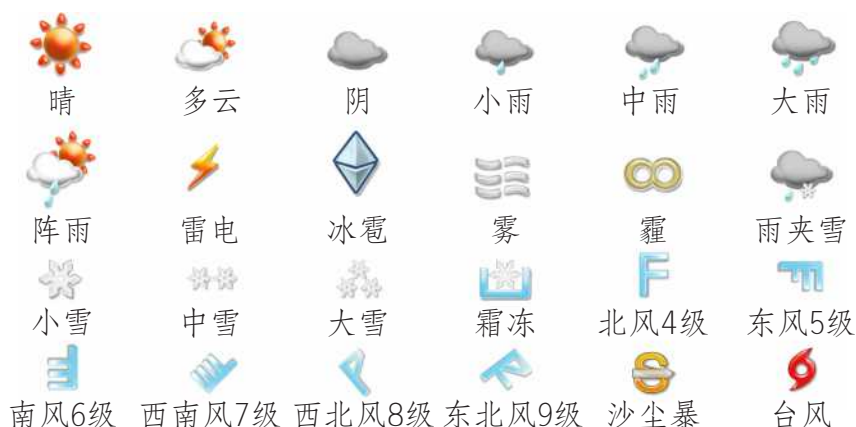 晴 多云 阴 小雨 中雨 大雨
阵雨 雷电 冰雹 雾 霾 雨夹雪
小雪 中雪 大雪 霜冻 北风4级 东风5级
南风6级 西南风7级 西北风8级 东北风9级 沙尘暴 台风